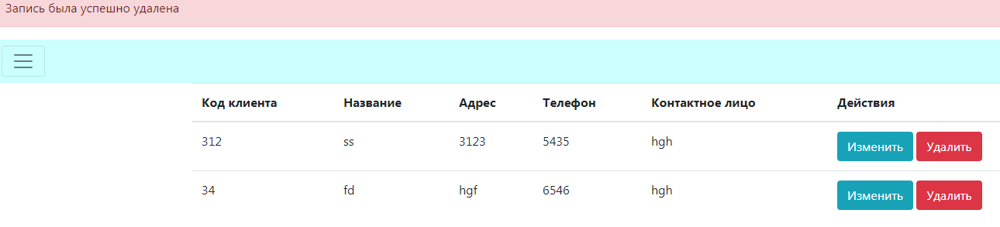 Запись была успешно удалена
Код клиента Название Адрес Телефон Контактное лицо Действия
312 ss 3123 5435 hgh Изменить Удалить
34 fd hgf 6546 hgh Изменить Удалить